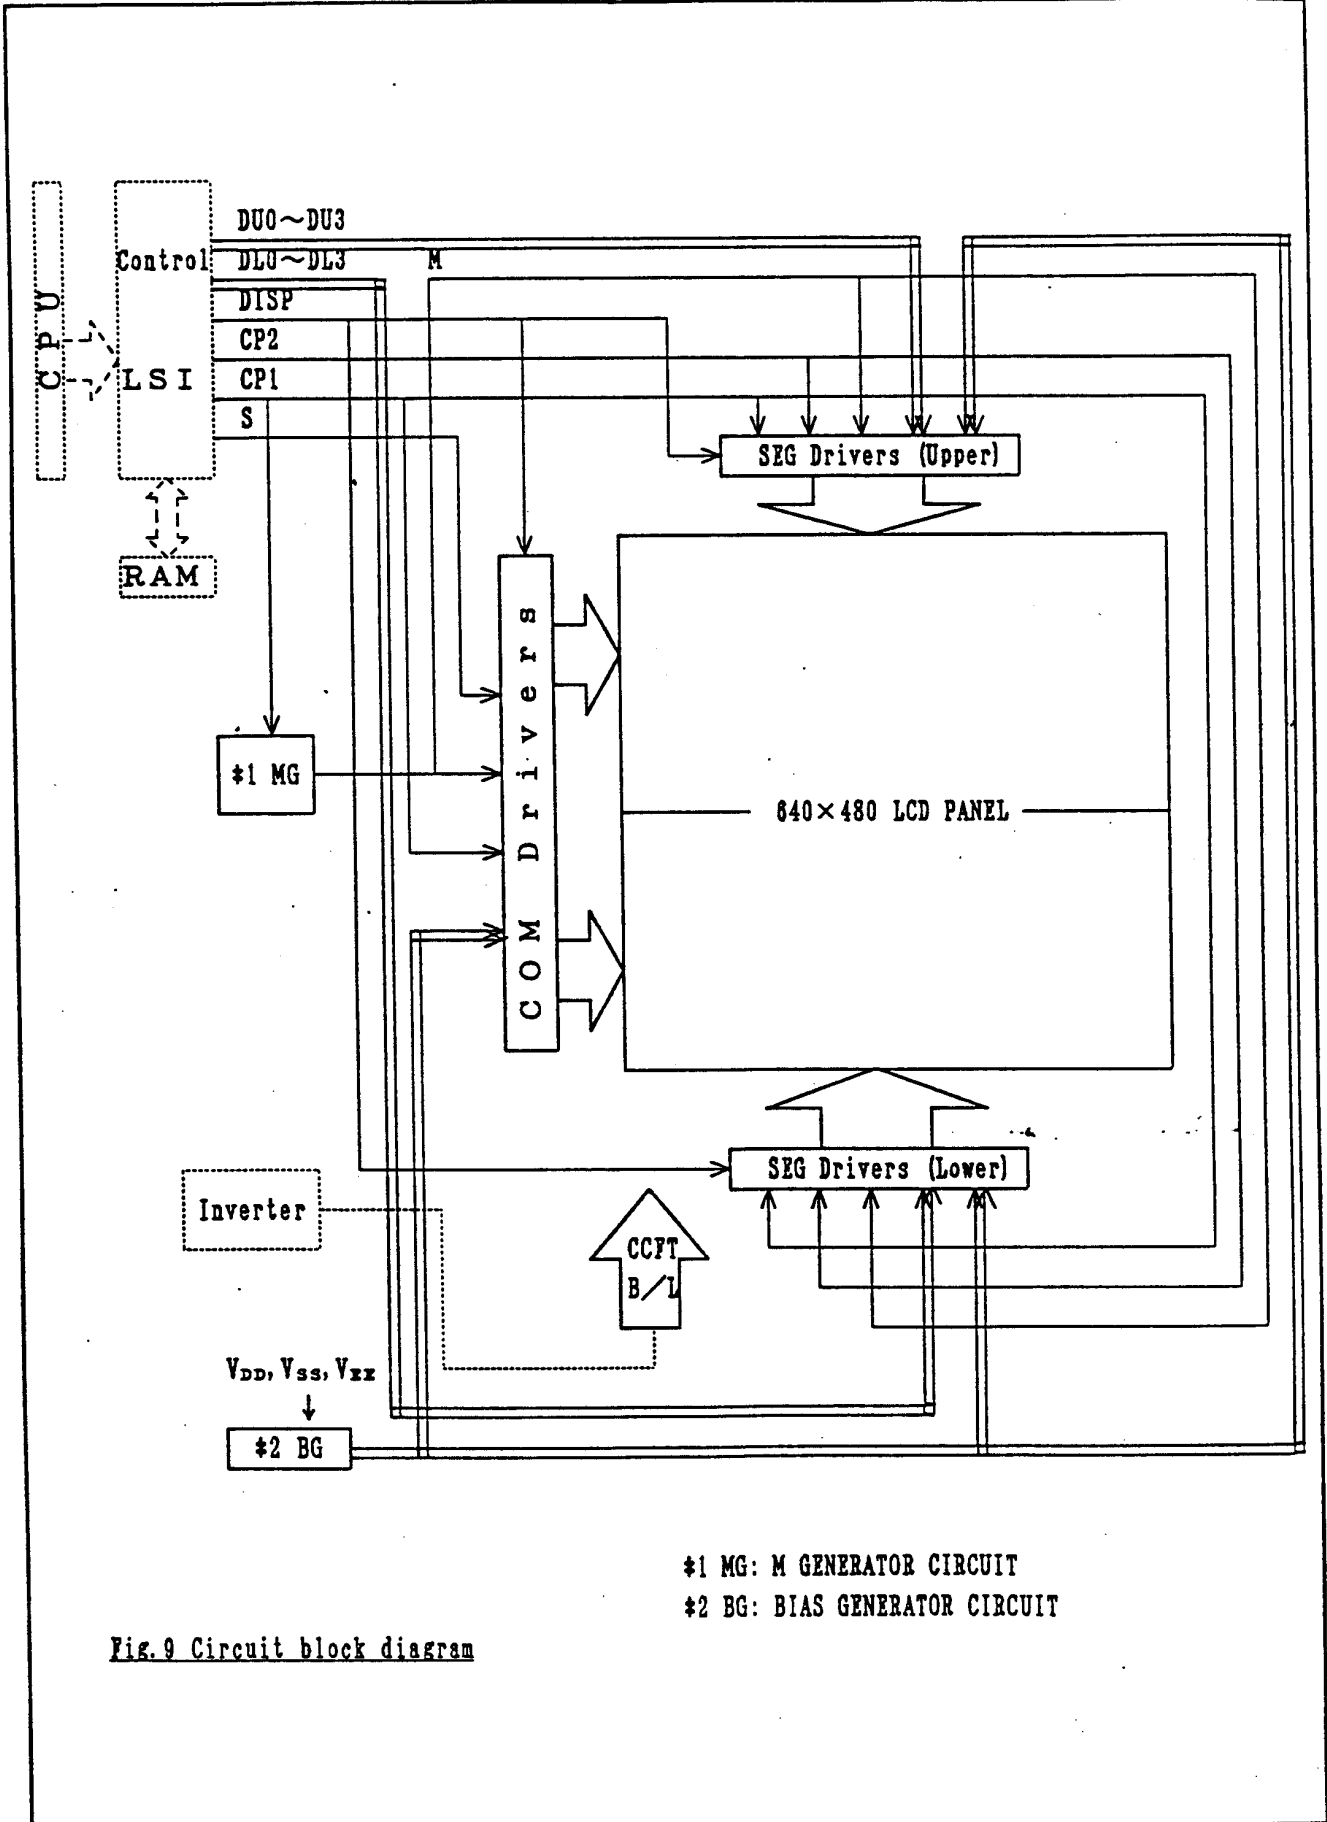 DU0～DU3
Control
DL0～DL3
M
DISP
CP2
CPU
LSI
CP1
S
SEG Drivers (Upper)
RAM
COM Drivers
*1 MG
640×480 LCD PANEL
SEG Drivers (Lower)
Inverter
CCFT
B/L
VDD, VSS, VEE
*2 BG
*1 MG: M GENERATOR CIRCUIT
*2 BG: BIAS GENERATOR CIRCUIT
Fig. 9 Circuit block diagram